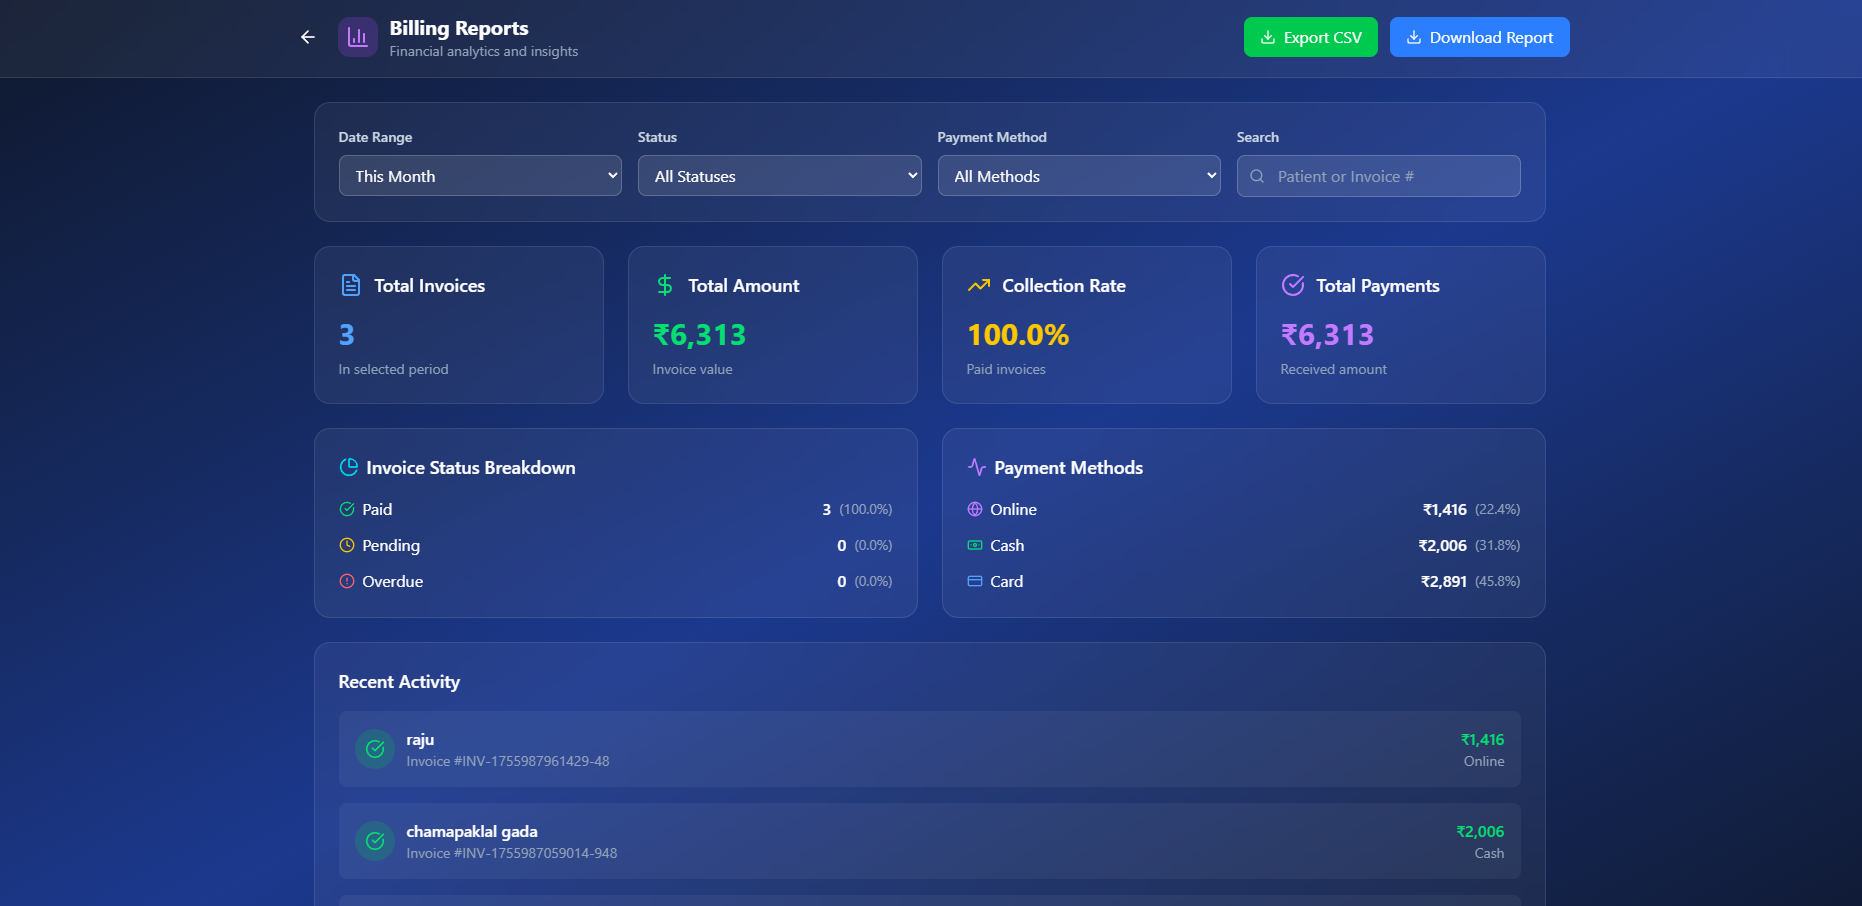 Billing Reports
Financial analytics and insights
Export CSV
Download Report
Date Range
Status
Payment Method
Search
This Month
All Statuses
All Methods
Patient or Invoice #
Total Invoices
3
In selected period
Total Amount
₹6,313
Invoice value
Collection Rate
100.0%
Paid invoices
Total Payments
₹6,313
Received amount
Invoice Status Breakdown
Paid 3 (100.0%)
Pending 0 (0.0%)
Overdue 0 (0.0%)
Payment Methods
Online ₹1,416 (22.4%)
Cash ₹2,006 (31.8%)
Card ₹2,891 (45.8%)
Recent Activity
raju ₹1,416
Invoice #INV-1755987961429-48 Online
chamapaklal gada ₹2,006
Invoice #INV-1755987059014-948 Cash